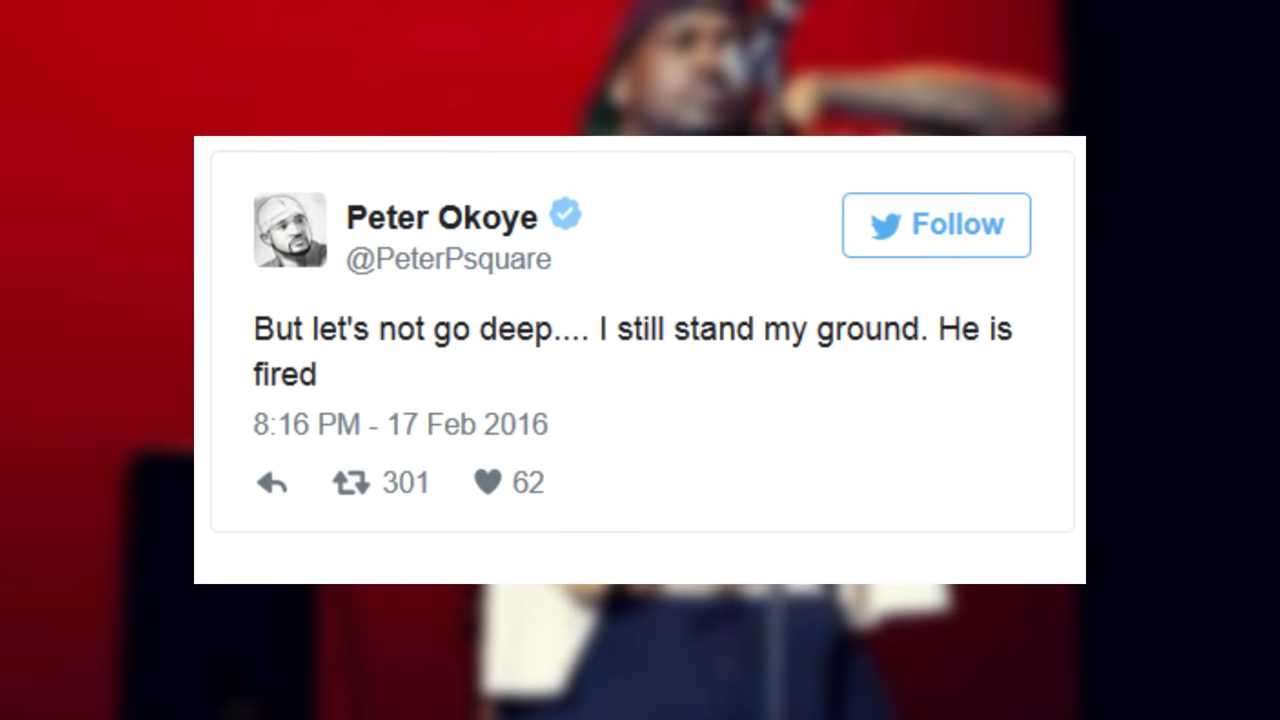 Peter Okoye
@PeterPsquare
Follow
But let's not go deep.... I still stand my ground. He is
fired
8:16 PM - 17 Feb 2016
301 62